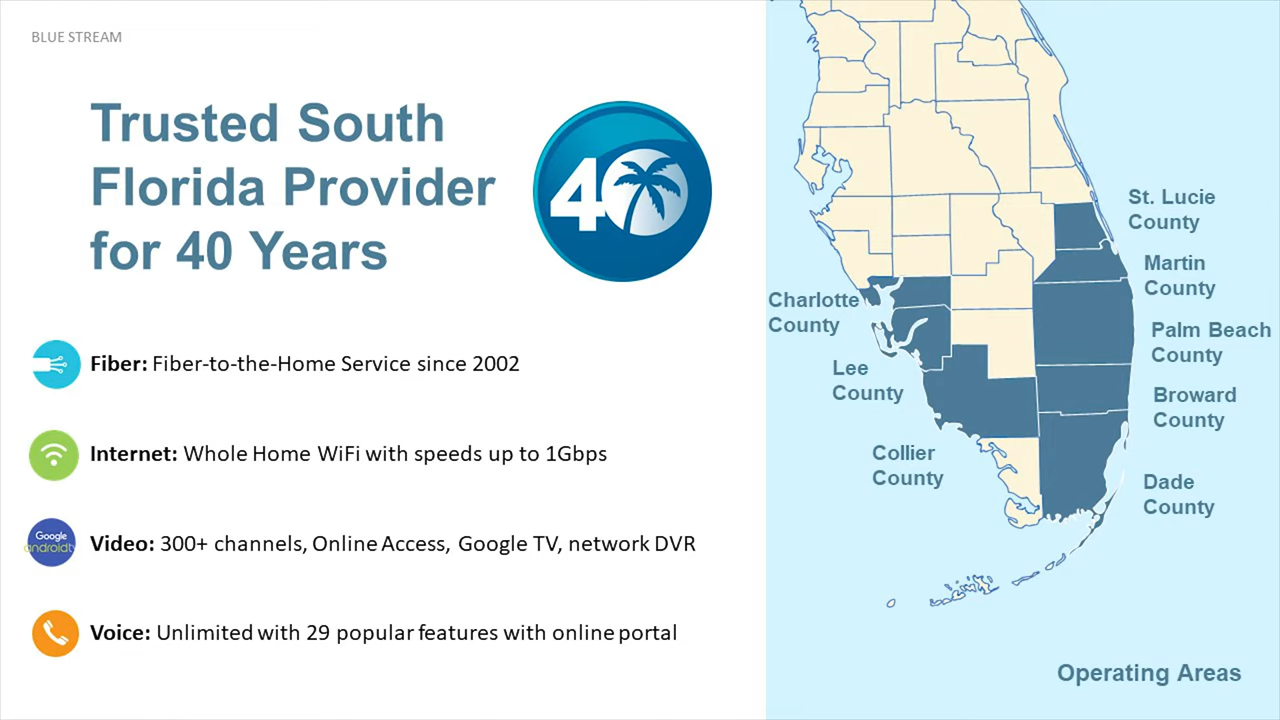 BLUE STREAM
Trusted South
Florida Provider
for 40 Years
40
Fiber: Fiber-to-the-Home Service since 2002
Internet: Whole Home WiFi with speeds up to 1Gbps
Google
androidt
Video: 300+ channels, Online Access, Google TV, network DVR
Voice: Unlimited with 29 popular features with online portal
St. Lucie
County
Martin
County
Charlotte
County
Palm Beach
County
Lee
County
Broward
County
Collier
County
Dade
County
Operating Areas